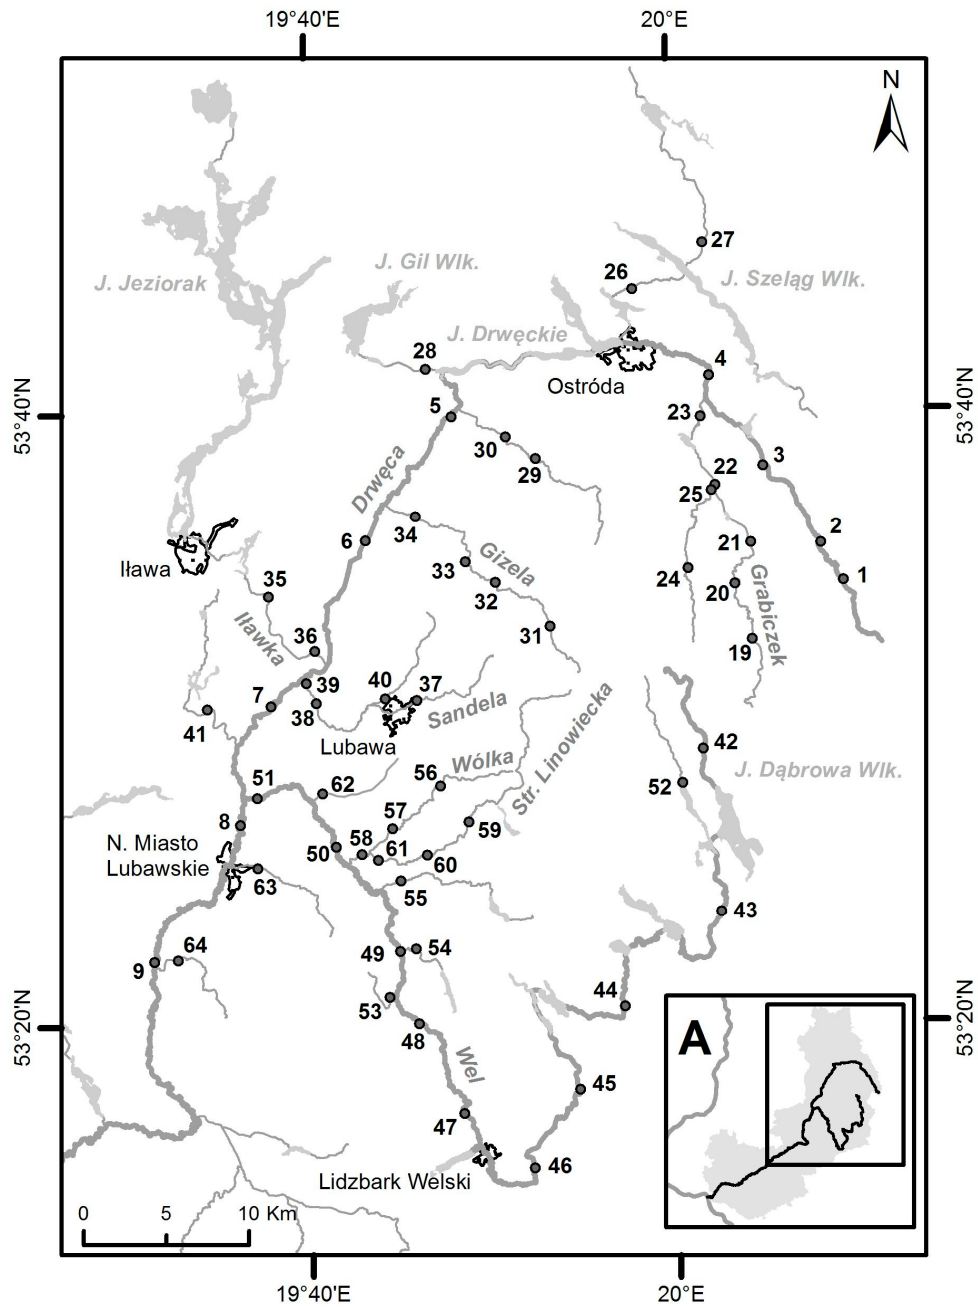 19°40'E
20°E
N
27
26
J. Gil Wlk.
J. Szeląg Wlk.
J. Jeziorak
J. Drwęckie
28
4
Ostróda
53°40'N
53°40'N
5
23
30
29
3
Drwęca
22
25
34
2
6
21
Iława
33
Gizela
24
1
35
32
20
Grabiczek
Iławka
31
36
19
39
40
37
7
38
Sandela
41
Lubawa
42
Wólka
Str. Linowiecka
J. Dąbrowa Wlk.
51
62
56
52
8
57
59
N. Miasto
Lubawskie
50
58
61
60
63
55
43
64
49
54
9
44
53
53°20'N
53°20'N
48
A
Wel
45
47
46
Lidzbark Welski
0 5 10 Km
19°40'E
20°E